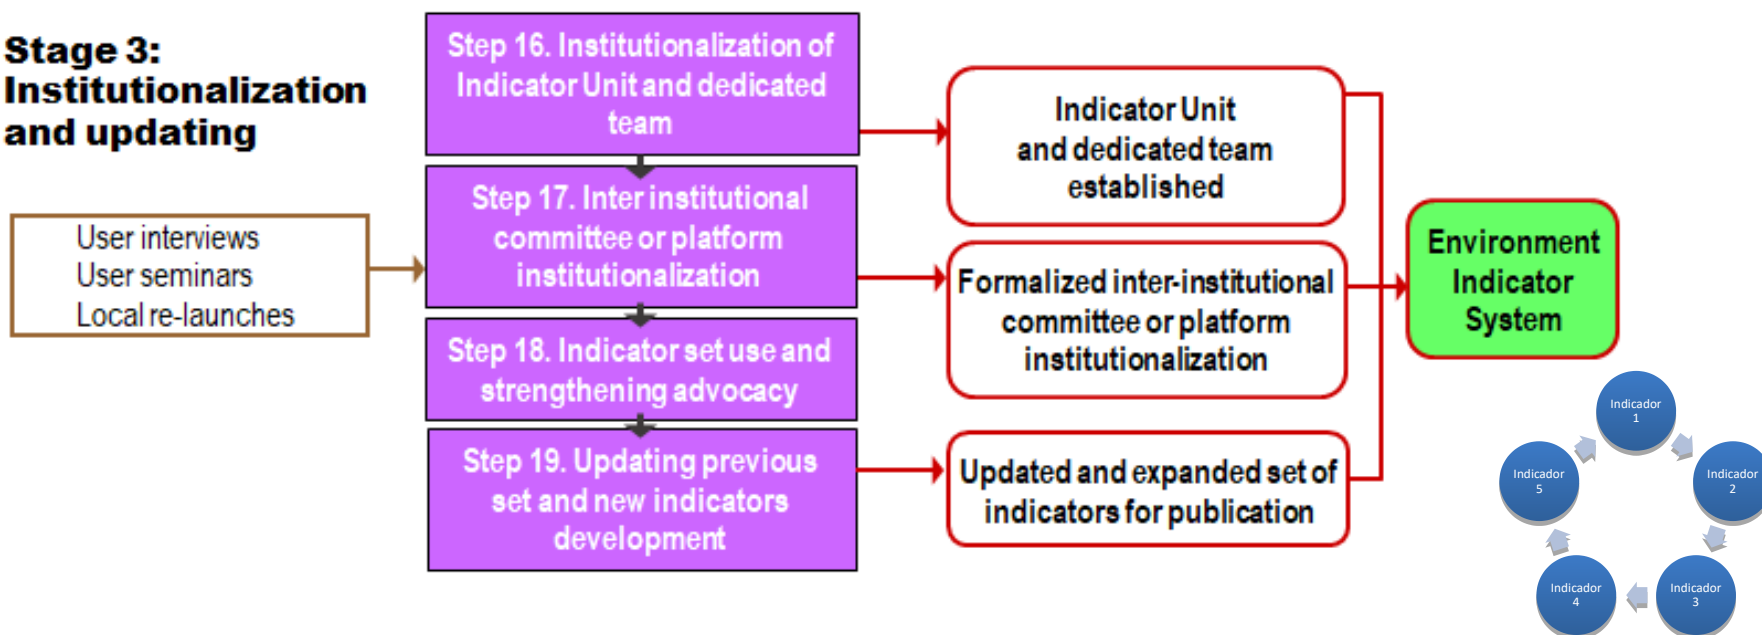 Stage 3:
Institutionalization
and updating
User interviews
User seminars
Local re-launches
Step 16. Institutionalization of
Indicator Unit and dedicated
team
Step 17. Inter institutional
committee or platform
institutionalization
Step 18. Indicator set use and
strengthening advocacy
Step 19. Updating previous
set and new indicators
development
Indicator Unit
and dedicated team
established
Formalized inter-institutional
committee or platform
institutionalization
Updated and expanded set of
indicators for publication
Environment
Indicator
System
Indicador
1
Indicador
2
Indicador
3
Indicador
4
Indicador
5